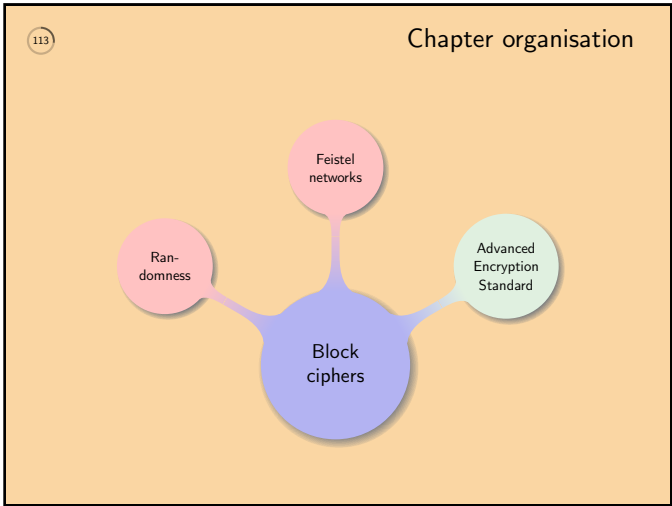 113
Chapter organisation
Feistel
networks
Ran-
domness
Advanced
Encryption
Standard
Block
ciphers